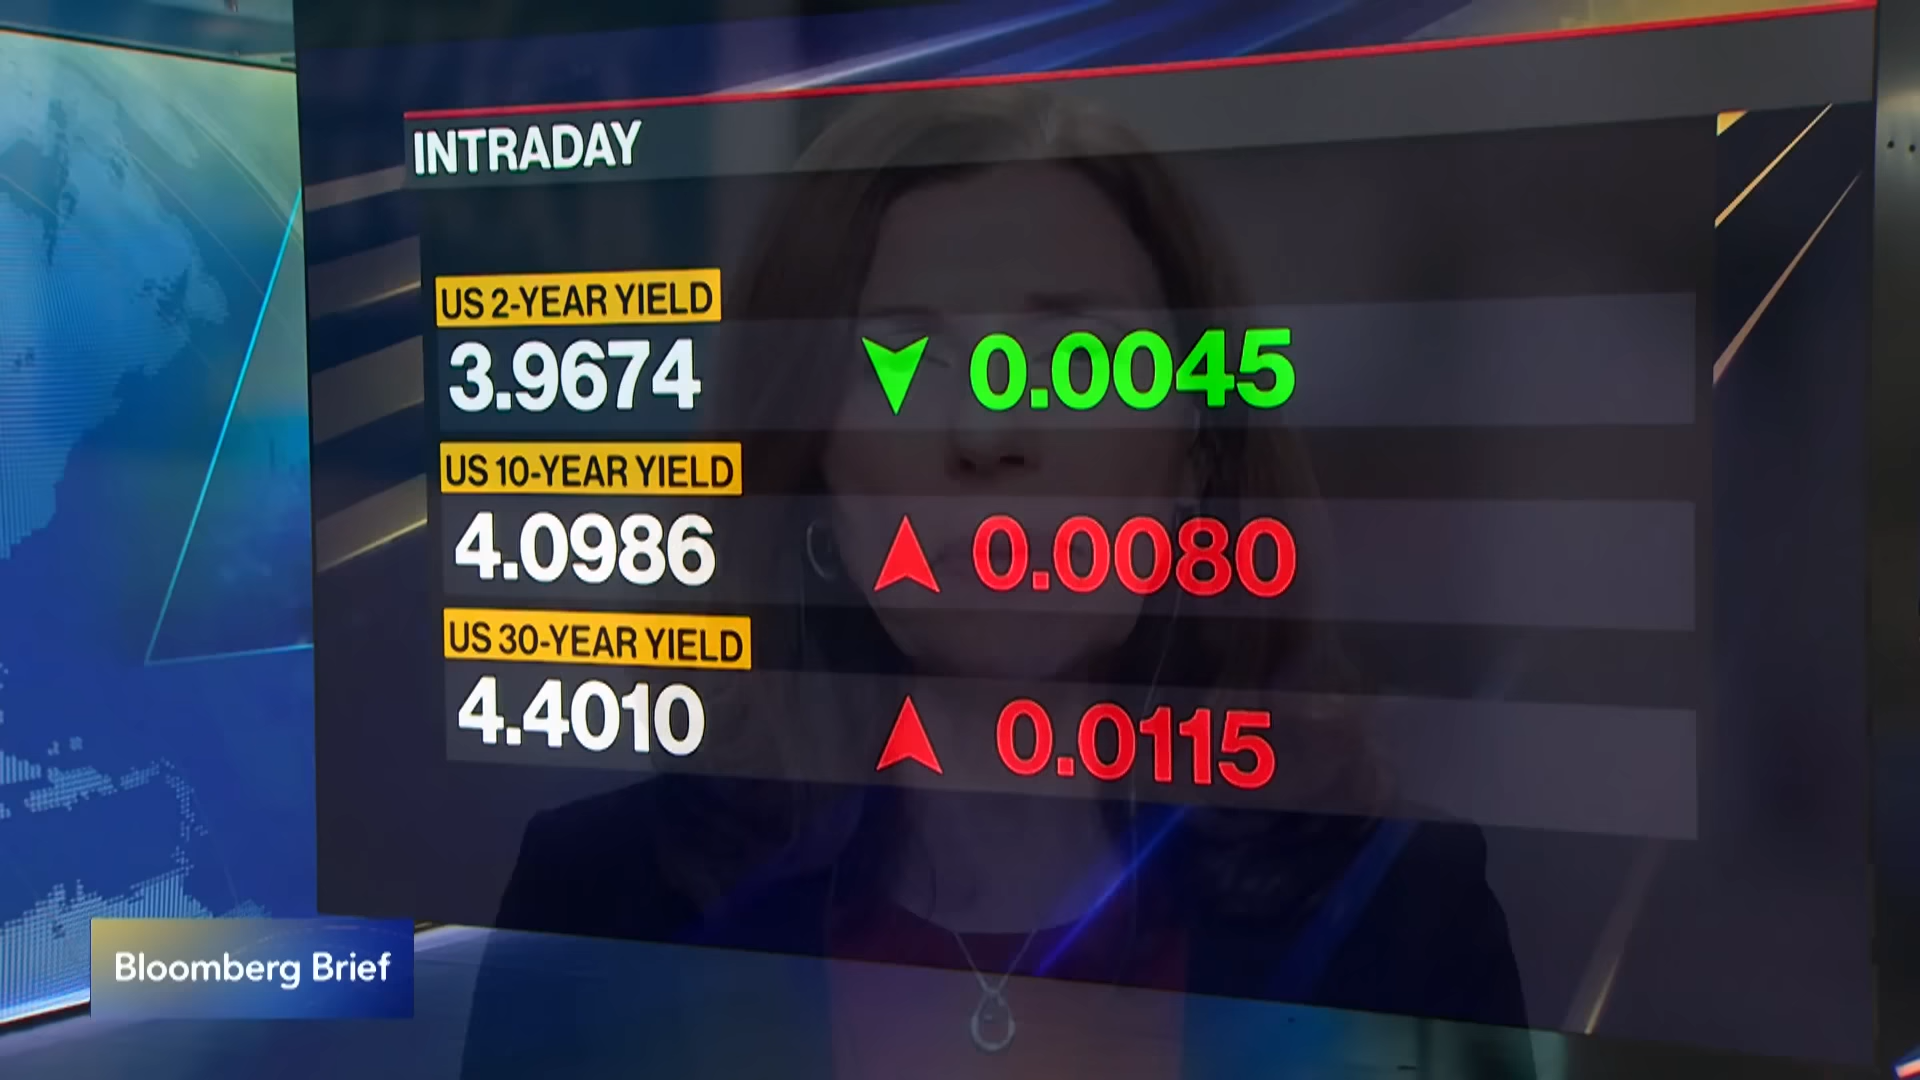 INTRADAY
US 2-YEAR YIELD
3.9674 ▼ 0.0045
US 10-YEAR YIELD
4.0986 ▲ 0.0080
US 30-YEAR YIELD
4.4010 ▲ 0.0115
Bloomberg Brief